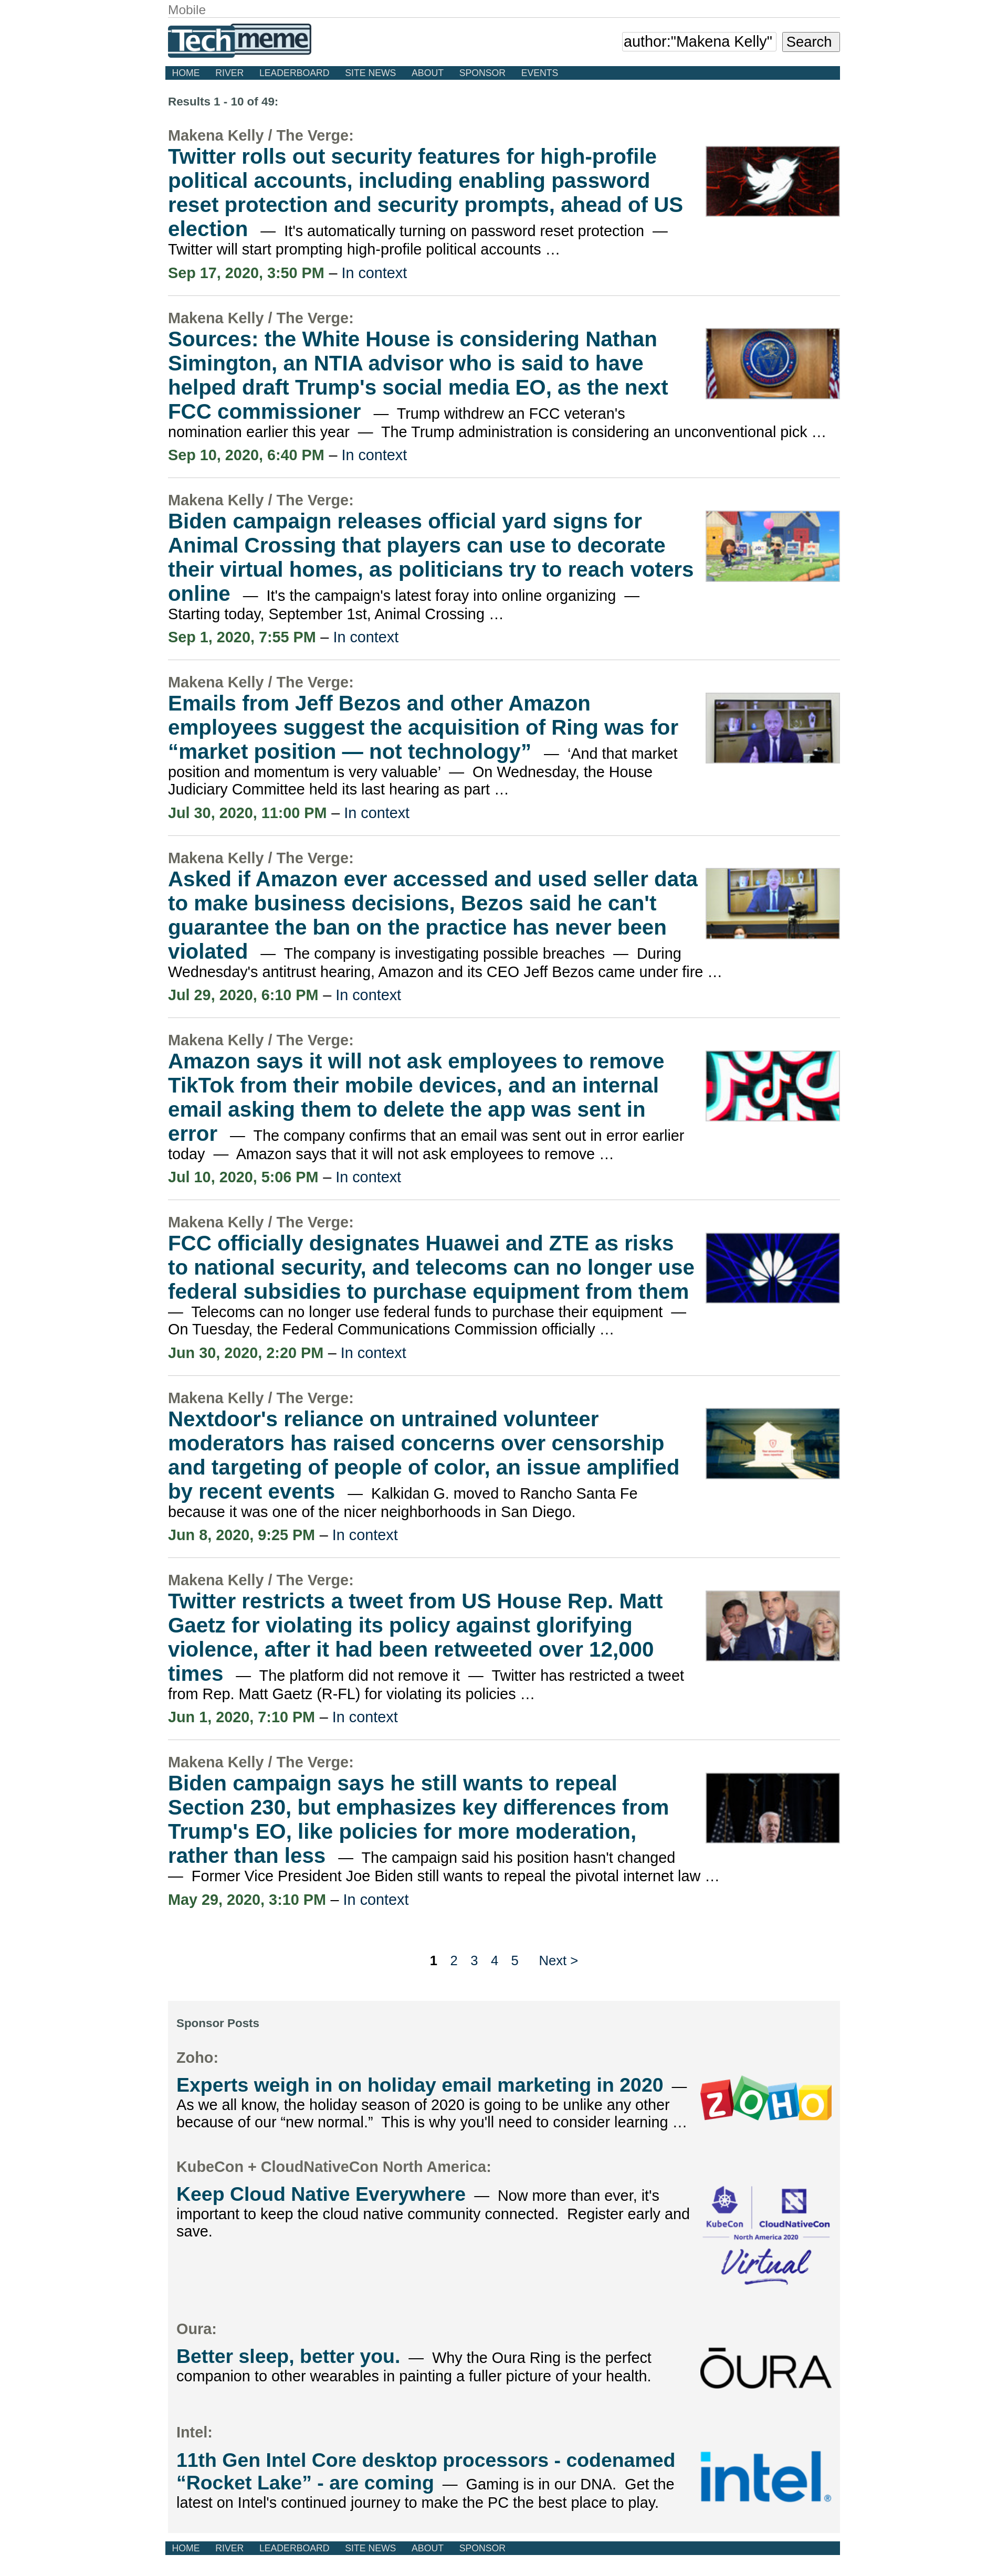 Mobile
Techmeme
author:"Makena Kelly" Search
HOME RIVER LEADERBOARD SITE NEWS ABOUT SPONSOR EVENTS
Results 1 - 10 of 49:
Makena Kelly / The Verge:
Twitter rolls out security features for high-profile
political accounts, including enabling password
reset protection and security prompts, ahead of US
election — It's automatically turning on password reset protection —
Twitter will start prompting high-profile political accounts …
Sep 17, 2020, 3:50 PM – In context
Makena Kelly / The Verge:
Sources: the White House is considering Nathan
Simington, an NTIA advisor who is said to have
helped draft Trump's social media EO, as the next
FCC commissioner — Trump withdrew an FCC veteran's
nomination earlier this year — The Trump administration is considering an unconventional pick …
Sep 10, 2020, 6:40 PM – In context
Makena Kelly / The Verge:
Biden campaign releases official yard signs for
Animal Crossing that players can use to decorate
their virtual homes, as politicians try to reach voters
online — It's the campaign's latest foray into online organizing —
Starting today, September 1st, Animal Crossing …
Sep 1, 2020, 7:55 PM – In context
Makena Kelly / The Verge:
Emails from Jeff Bezos and other Amazon
employees suggest the acquisition of Ring was for
“market position — not technology” — ‘And that market
position and momentum is very valuable’ — On Wednesday, the House
Judiciary Committee held its last hearing as part …
Jul 30, 2020, 11:00 PM – In context
Makena Kelly / The Verge:
Asked if Amazon ever accessed and used seller data
to make business decisions, Bezos said he can't
guarantee the ban on the practice has never been
violated — The company is investigating possible breaches — During
Wednesday's antitrust hearing, Amazon and its CEO Jeff Bezos came under fire …
Jul 29, 2020, 6:10 PM – In context
Makena Kelly / The Verge:
Amazon says it will not ask employees to remove
TikTok from their mobile devices, and an internal
email asking them to delete the app was sent in
error — The company confirms that an email was sent out in error earlier
today — Amazon says that it will not ask employees to remove …
Jul 10, 2020, 5:06 PM – In context
Makena Kelly / The Verge:
FCC officially designates Huawei and ZTE as risks
to national security, and telecoms can no longer use
federal subsidies to purchase equipment from them
— Telecoms can no longer use federal funds to purchase their equipment —
On Tuesday, the Federal Communications Commission officially …
Jun 30, 2020, 2:20 PM – In context
Makena Kelly / The Verge:
Nextdoor's reliance on untrained volunteer
moderators has raised concerns over censorship
and targeting of people of color, an issue amplified
by recent events — Kalkidan G. moved to Rancho Santa Fe
because it was one of the nicer neighborhoods in San Diego.
Jun 8, 2020, 9:25 PM – In context
Makena Kelly / The Verge:
Twitter restricts a tweet from US House Rep. Matt
Gaetz for violating its policy against glorifying
violence, after it had been retweeted over 12,000
times — The platform did not remove it — Twitter has restricted a tweet
from Rep. Matt Gaetz (R-FL) for violating its policies …
Jun 1, 2020, 7:10 PM – In context
Makena Kelly / The Verge:
Biden campaign says he still wants to repeal
Section 230, but emphasizes key differences from
Trump's EO, like policies for more moderation,
rather than less — The campaign said his position hasn't changed
— Former Vice President Joe Biden still wants to repeal the pivotal internet law …
May 29, 2020, 3:10 PM – In context
1 2 3 4 5 Next >
Sponsor Posts
Zoho:
Experts weigh in on holiday email marketing in 2020 —
As we all know, the holiday season of 2020 is going to be unlike any other
because of our “new normal.” This is why you'll need to consider learning …
ZOHO
KubeCon + CloudNativeCon North America:
Keep Cloud Native Everywhere — Now more than ever, it's
important to keep the cloud native community connected. Register early and
save.
KubeCon CloudNativeCon
North America 2020
Virtual
Oura:
Better sleep, better you. — Why the Oura Ring is the perfect
companion to other wearables in painting a fuller picture of your health.
ŌURA
Intel:
11th Gen Intel Core desktop processors - codenamed
“Rocket Lake” - are coming — Gaming is in our DNA. Get the
latest on Intel's continued journey to make the PC the best place to play.
intel®
HOME RIVER LEADERBOARD SITE NEWS ABOUT SPONSOR